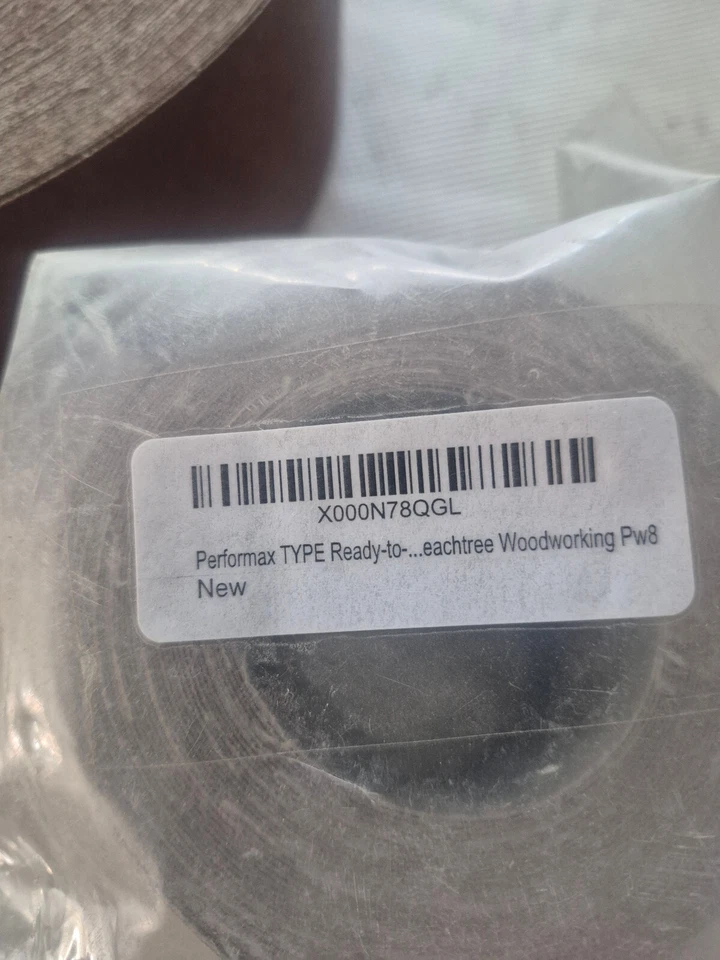 X000N78QGL
Performax TYPE Ready-to-...eachtree Woodworking Pw8
New